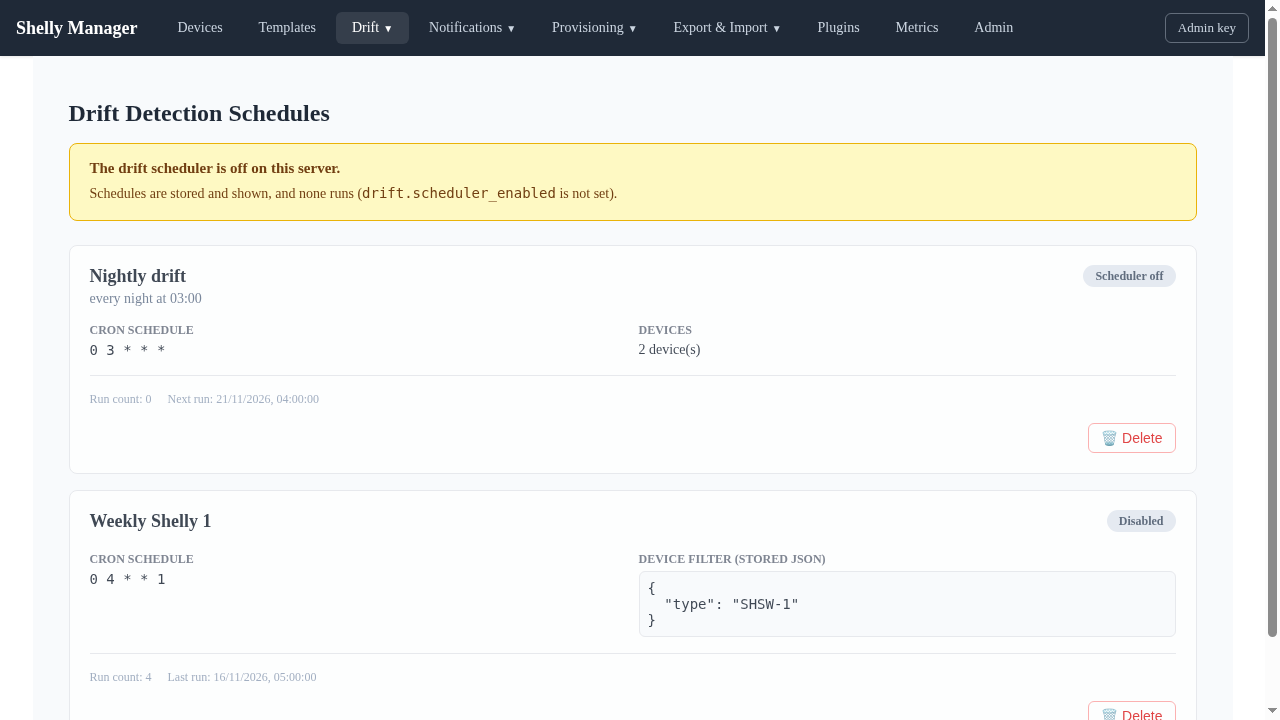 Shelly Manager Devices Templates Drift ▼ Notifications ▼ Provisioning ▼ Export & Import ▼ Plugins Metrics Admin Admin key
Drift Detection Schedules
The drift scheduler is off on this server.
Schedules are stored and shown, and none runs (drift.scheduler_enabled is not set).
Nightly drift Scheduler off
every night at 03:00
CRON SCHEDULE DEVICES
0 3 * * * 2 device(s)
Run count: 0 Next run: 21/11/2026, 04:00:00
🗑️ Delete
Weekly Shelly 1 Disabled
CRON SCHEDULE DEVICE FILTER (STORED JSON)
0 4 * * 1
{
"type": "SHSW-1"
}
Run count: 4 Last run: 16/11/2026, 05:00:00
🗑️ Delete